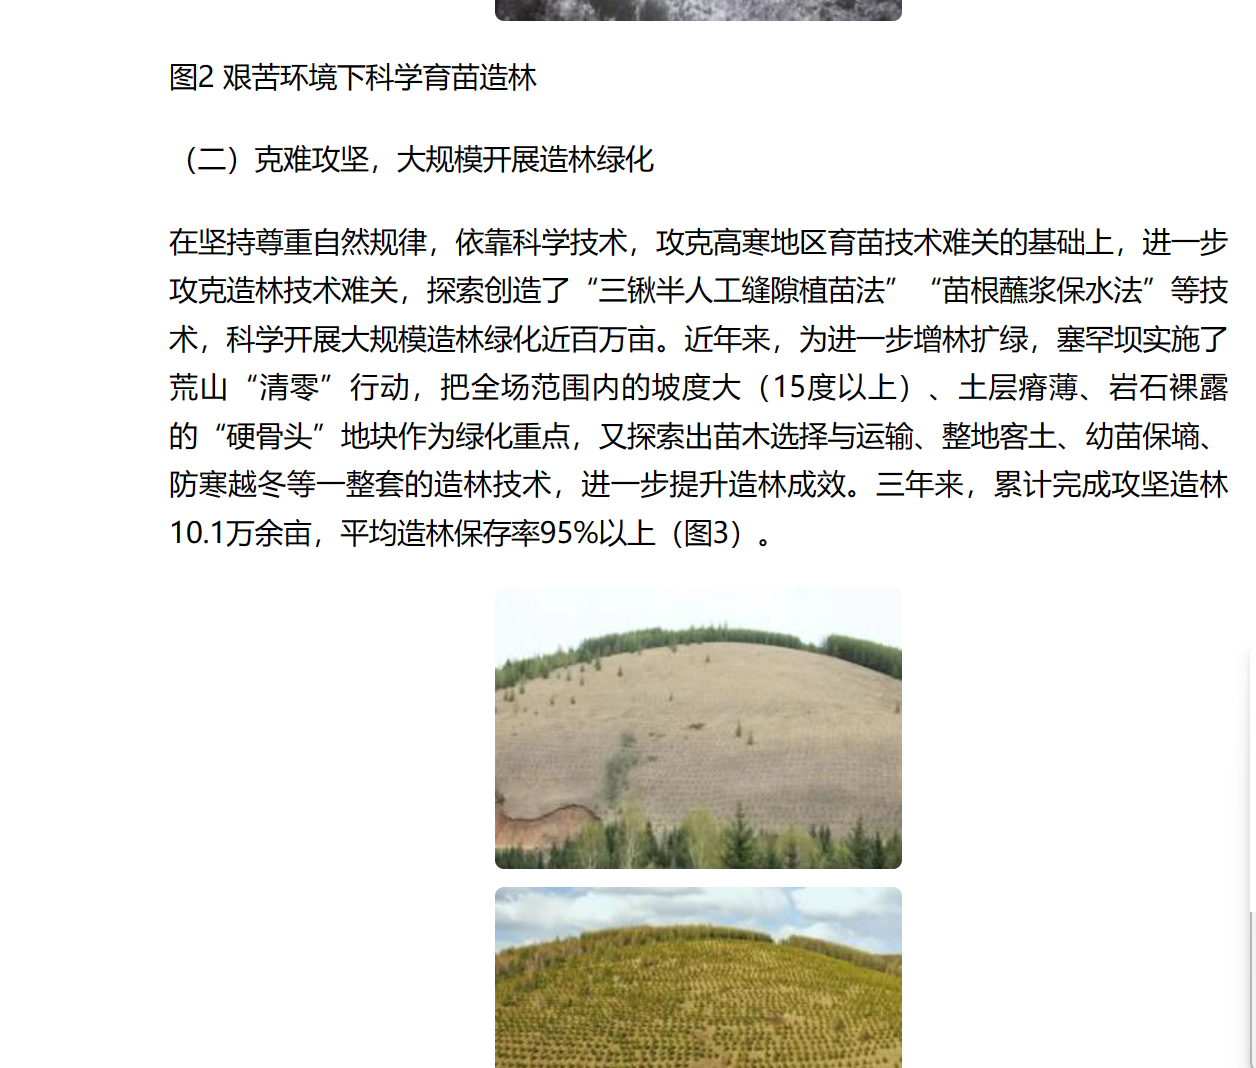 图2 艰苦环境下科学育苗造林
（二）克难攻坚，大规模开展造林绿化
在坚持尊重自然规律，依靠科学技术，攻克高寒地区育苗技术难关的基础上，进一步
攻克造林技术难关，探索创造了“三锹半人工缝隙植苗法”“苗根蘸浆保水法”等技
术，科学开展大规模造林绿化近百万亩。近年来，为进一步增林扩绿，塞罕坝实施了
荒山“清零”行动，把全场范围内的坡度大（15度以上）、土层瘠薄、岩石裸露
的“硬骨头”地块作为绿化重点，又探索出苗木选择与运输、整地客土、幼苗保墒、
防寒越冬等一整套的造林技术，进一步提升造林成效。三年来，累计完成攻坚造林
10.1万余亩，平均造林保存率95%以上（图3）。